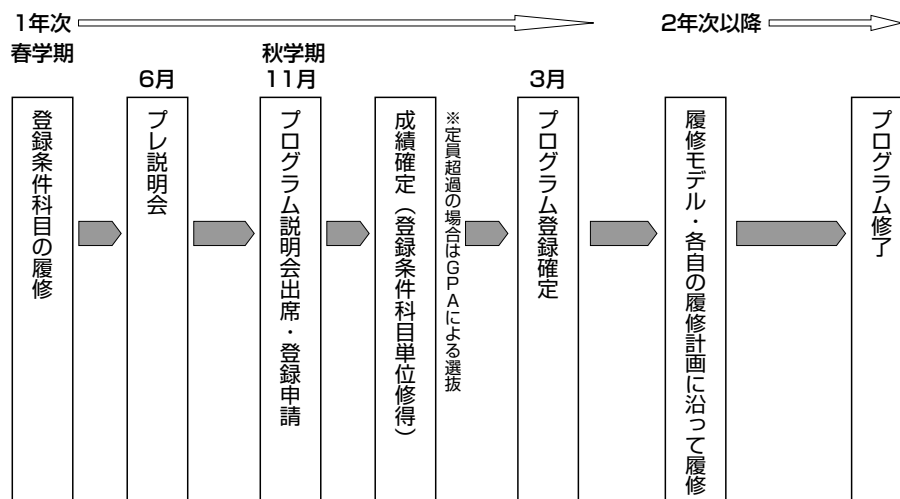 1年次
2年次以降
春学期
秋学期
6月
11月
3月
登録条件科目の履修
プレ説明会
プログラム説明会出席・登録申請
成績確定（登録条件科目単位修得）
※定員超過の場合はGPAによる選抜
プログラム登録確定
履修モデル・各自の履修計画に沿って履修
プログラム修了